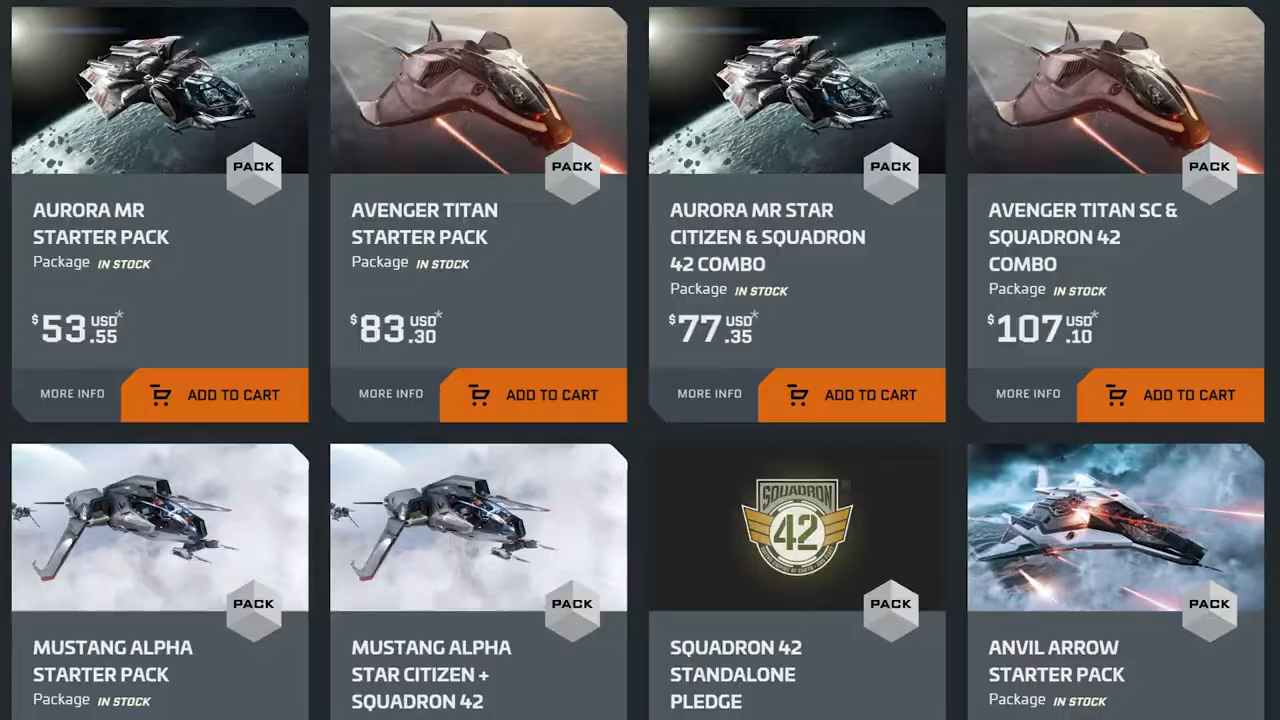 PACK
AURORA MR
STARTER PACK
Package IN STOCK
$53.55 USD*
MORE INFO
ADD TO CART
PACK
AVENGER TITAN
STARTER PACK
Package IN STOCK
$83.30 USD*
MORE INFO
ADD TO CART
PACK
AURORA MR STAR
CITIZEN & SQUADRON
42 COMBO
Package IN STOCK
$77.35 USD*
MORE INFO
ADD TO CART
PACK
AVENGER TITAN SC &
SQUADRON 42
COMBO
Package IN STOCK
$107.10 USD*
MORE INFO
ADD TO CART
PACK
MUSTANG ALPHA
STARTER PACK
Package IN STOCK
PACK
MUSTANG ALPHA
STAR CITIZEN +
SQUADRON 42
SQUADRON
42
PACK
SQUADRON 42
STANDALONE
PLEDGE
PACK
ANVIL ARROW
STARTER PACK
Package IN STOCK